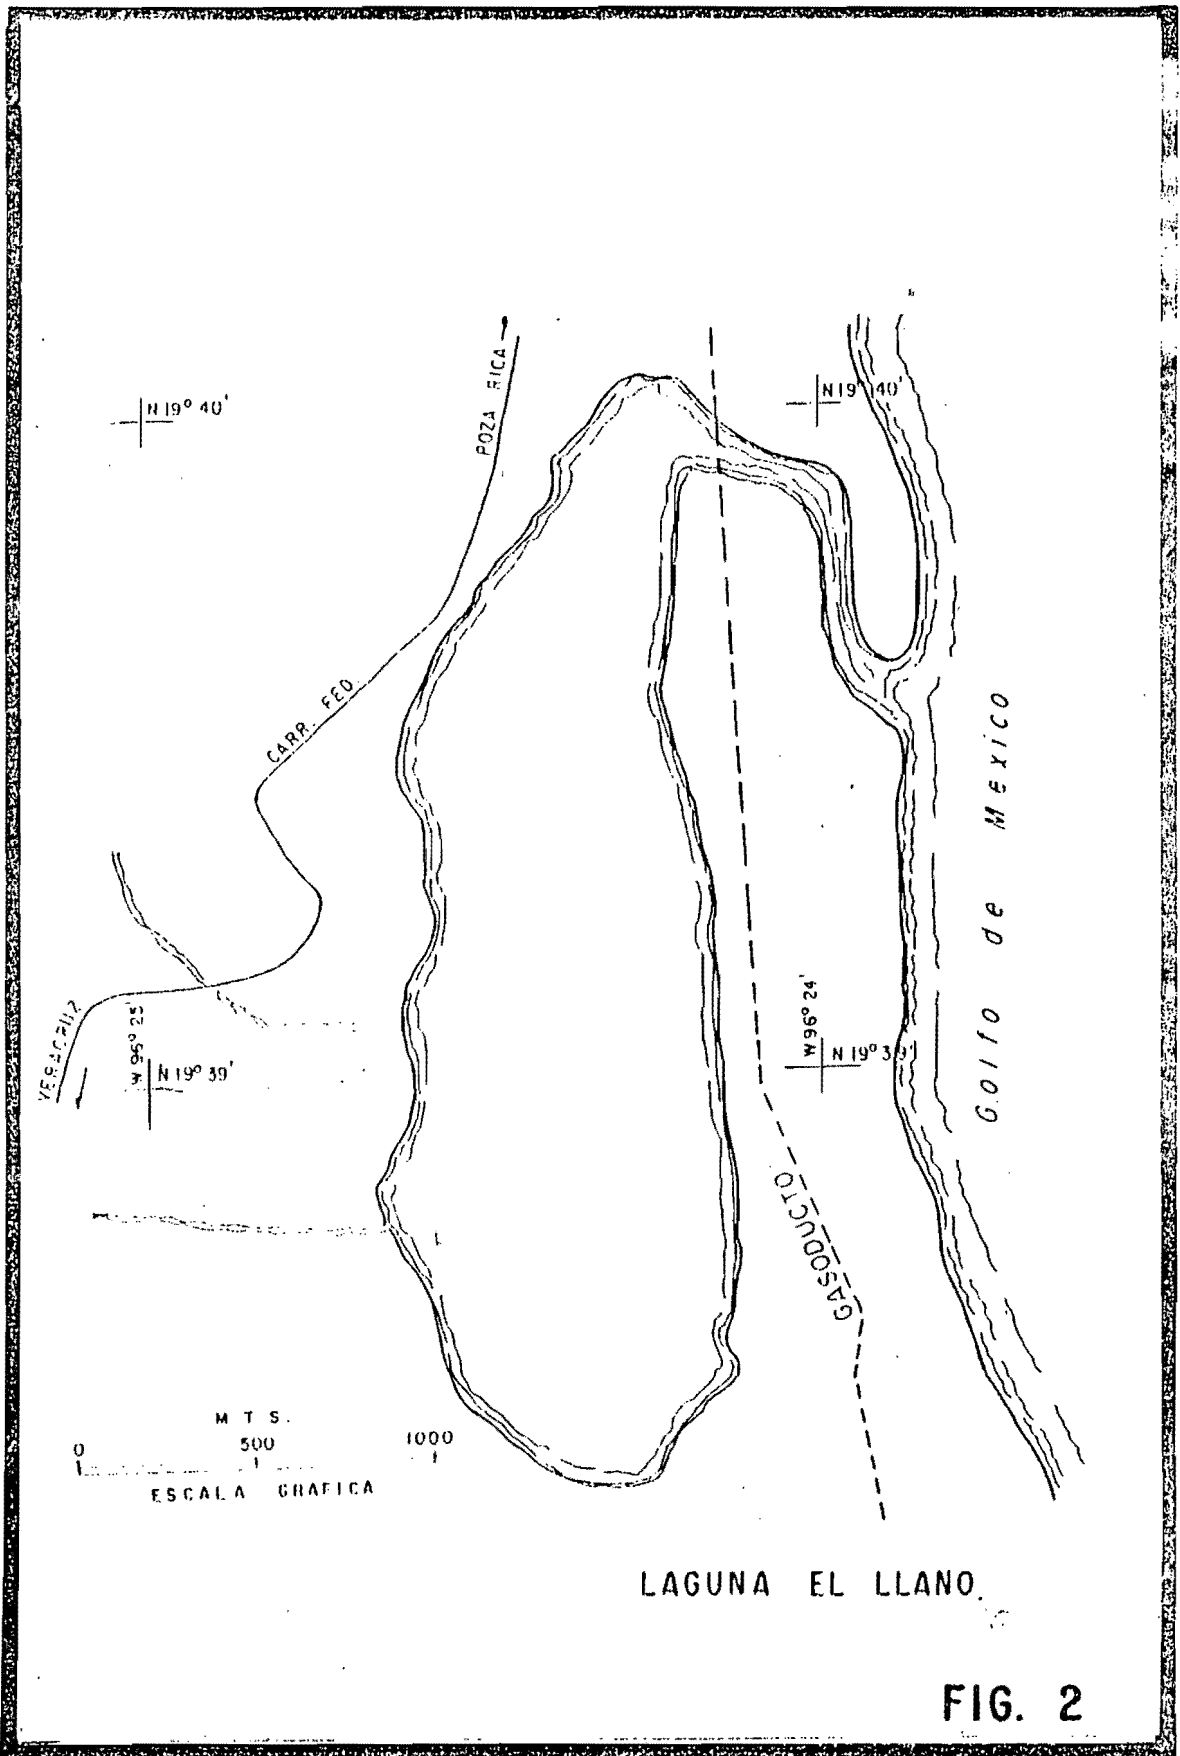 POZA RICA
N 19° 40'
N 19° 40'
CARR. FED.
Golfo de Mexico
VERACRUZ
W 96° 25'
N 19° 39'
W 96° 24'
N 19° 39'
GASODUCTO
M T S.
0 500 1000
ESCALA GRAFICA
LAGUNA EL LLANO.
FIG. 2